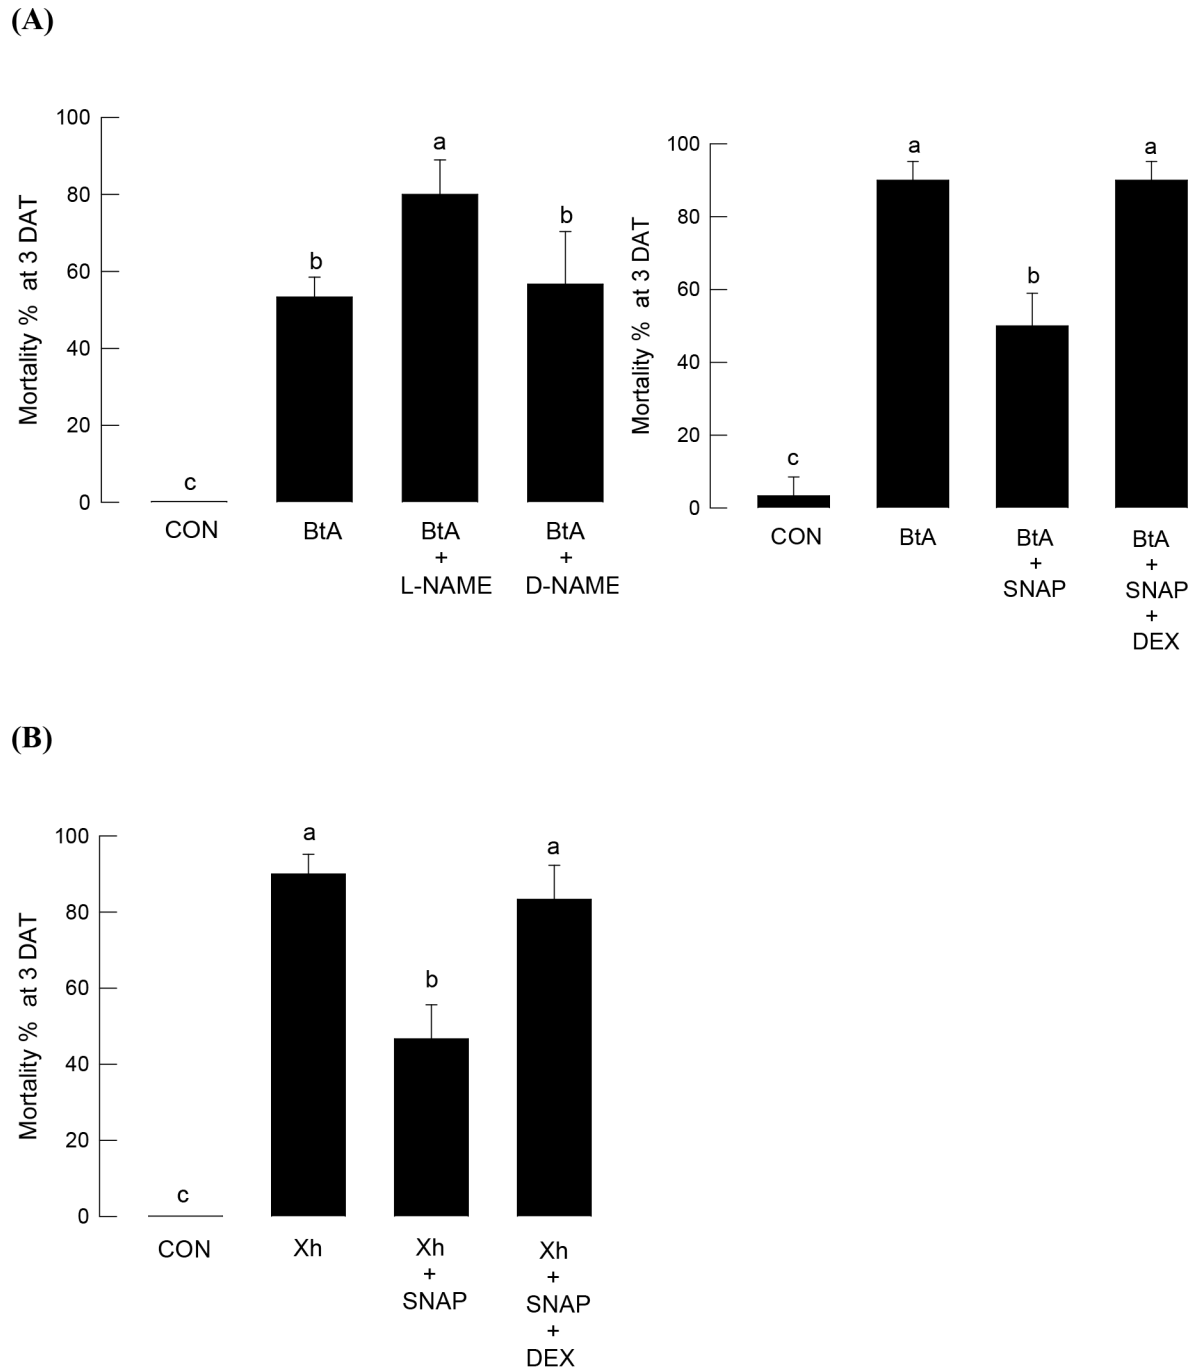 (A)
Mortality %  at 3 DAT
100
80
60
40
20
0
c
b
a
b
CON
BtA
BtA
+
L-NAME
BtA
+
D-NAME
Mortality %  at 3 DAT
100
80
60
40
20
0
c
a
b
a
CON
BtA
BtA
+
SNAP
BtA
+
SNAP
+
DEX
(B)
Mortality %  at 3 DAT
100
80
60
40
20
0
c
a
b
a
CON
Xh
Xh
+
SNAP
Xh
+
SNAP
+
DEX